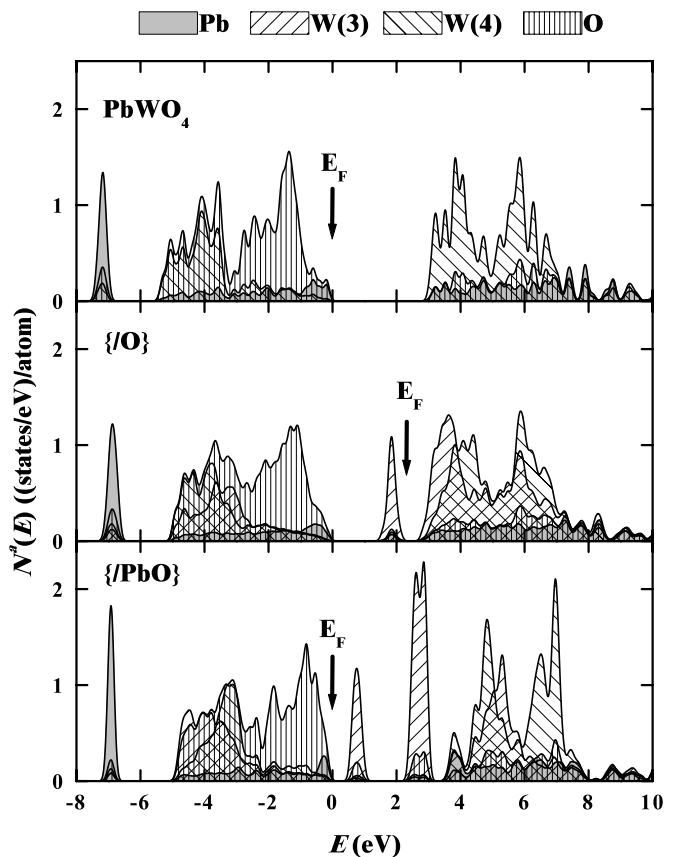 Pb W(3) W(4) O
PbWO4
EF
2
1
0
{/O}
EF
2
1
0
{/PbO}
EF
2
1
0
-8 -6 -4 -2 0 2 4 6 8 10
E (eV)
N^a(E) ((states/eV)/atom)